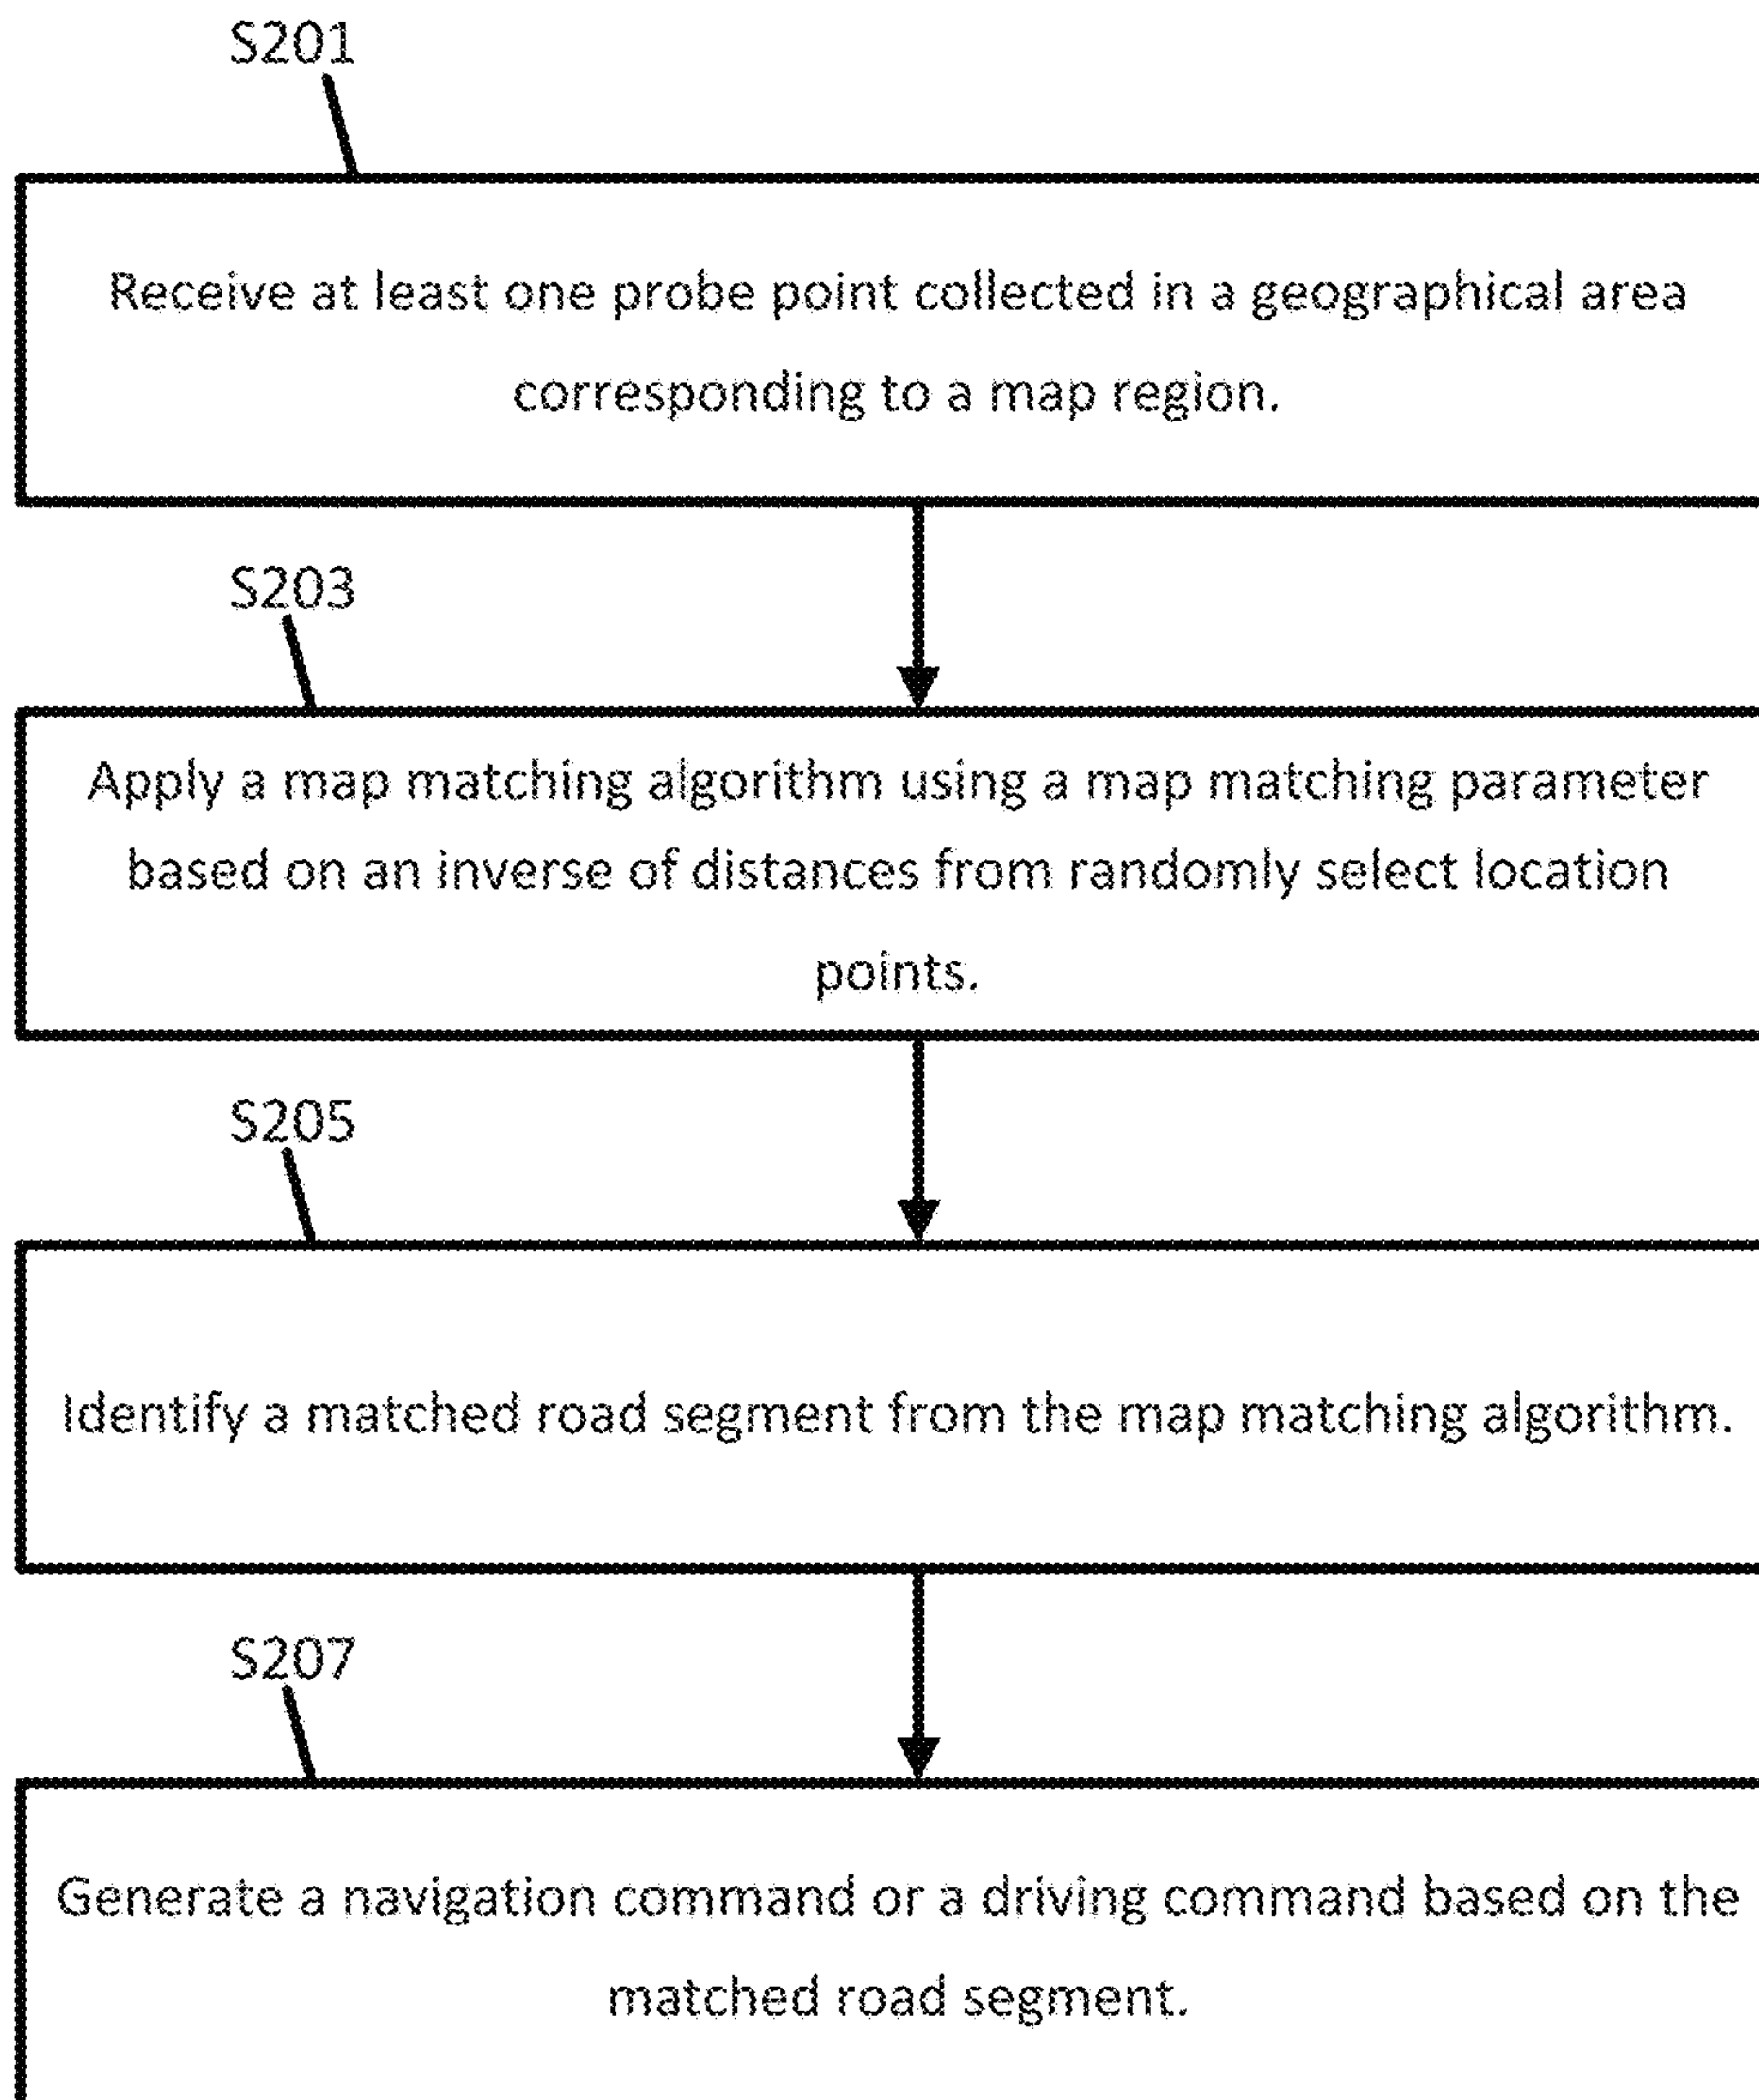 S201
Receive at least one probe point collected in a geographical area
corresponding to a map region.
S203
Apply a map matching algorithm using a map matching parameter
based on an inverse of distances from randomly select location
points.
S205
Identify a matched road segment from the map matching algorithm.
S207
Generate a navigation command or a driving command based on the
matched road segment.